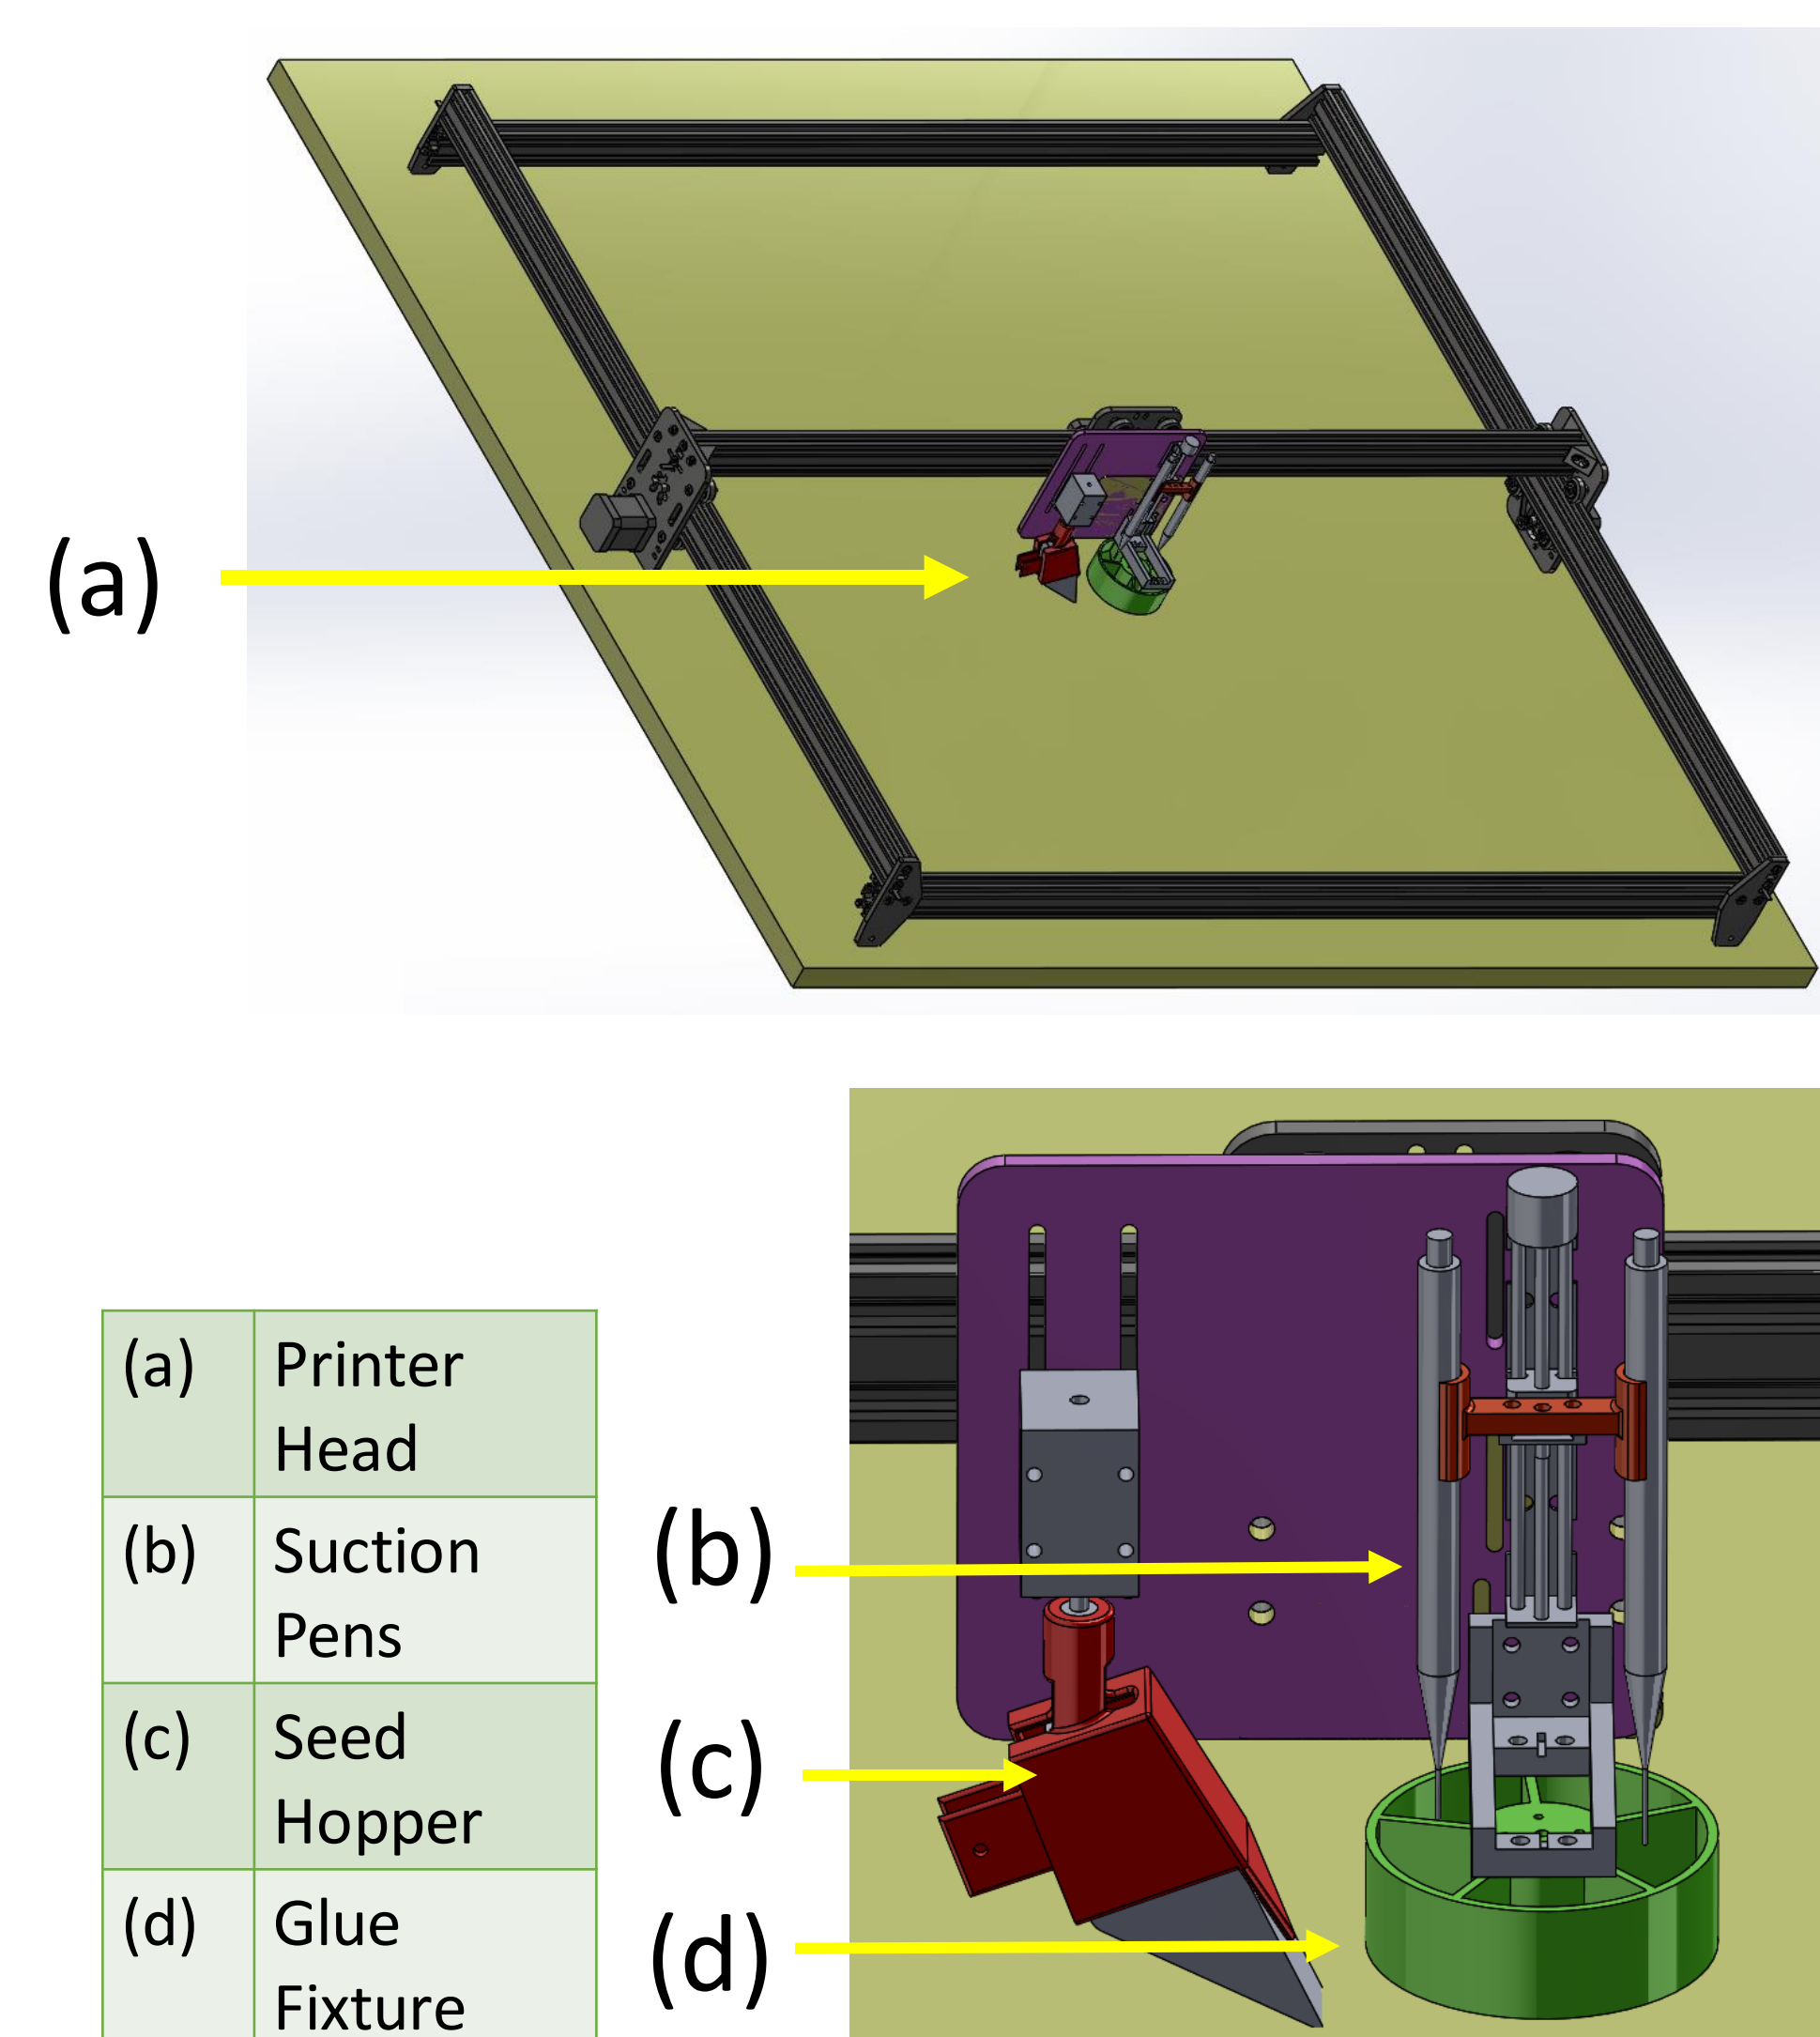 (a)
(a) Printer
Head
(b) Suction
Pens
(c) Seed
Hopper
(d) Glue
Fixture
(b)
(c)
(d)